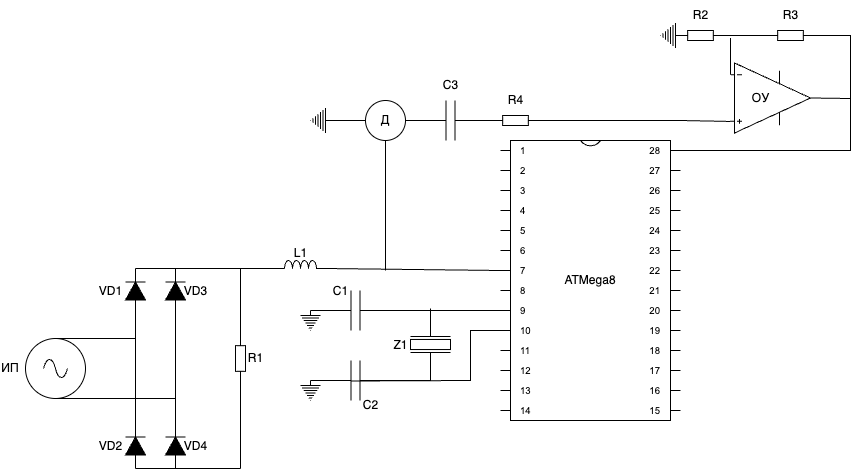 R2 R3
C3
R4
ОУ
-
+
Д
1 28
2 27
3 26
4 25
5 24
6 23
7 22
8 21
9 20
10 19
11 18
12 17
13 16
14 15
ATMega8
L1
VD1 VD3
C1
Z1
ИП
R1
C2
VD2 VD4